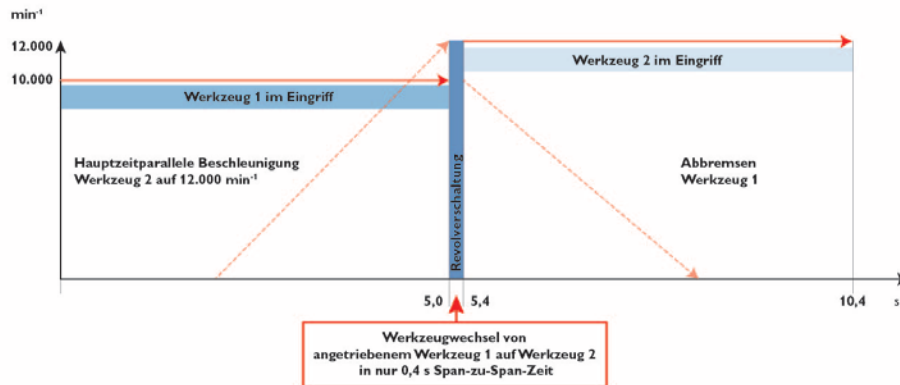 min⁻¹
12.000
10.000
Werkzeug 1 im Eingriff
Werkzeug 2 im Eingriff
Hauptzeitparallele Beschleunigung
Werkzeug 2 auf 12.000 min⁻¹
Revolverschaltung
Abbremsen
Werkzeug 1
5,0
5,4
10,4
s
Werkzeugwechsel von
angetriebenem Werkzeug 1 auf Werkzeug 2
in nur 0,4 s Span-zu-Span-Zeit